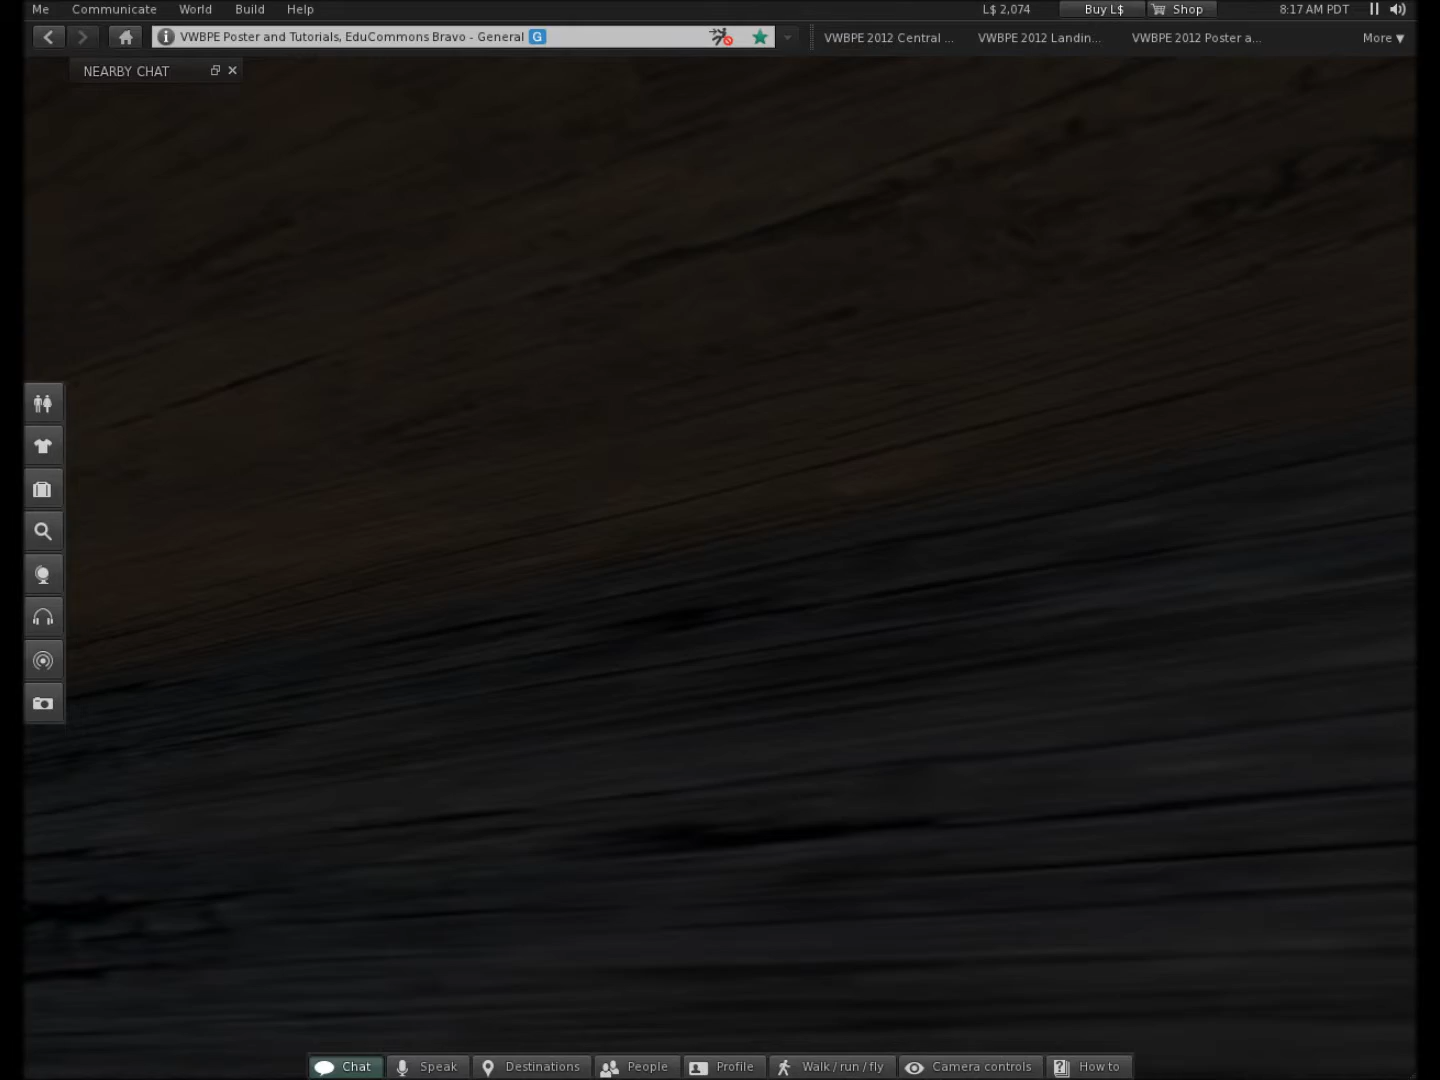 Me Communicate World Build Help L$ 2,074 Buy L$ Shop 8:17 AM PDT
VWBPE Poster and Tutorials, EduCommons Bravo - General G VWBPE 2012 Central ... VWBPE 2012 Landin... VWBPE 2012 Poster a... More
NEARBY CHAT
Chat Speak Destinations People Profile Walk / run / fly Camera controls How to